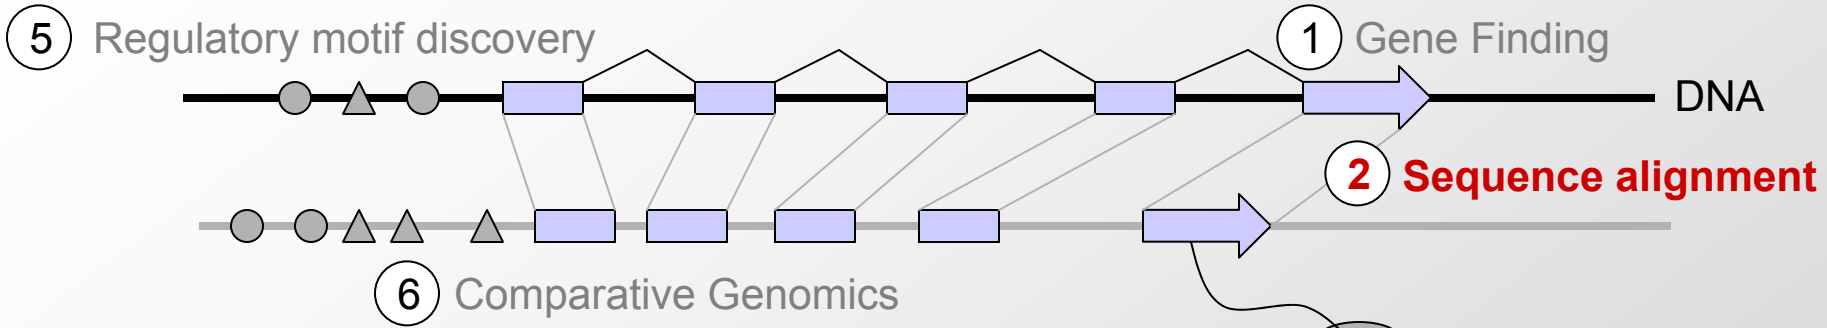 5 Regulatory motif discovery
1 Gene Finding
DNA
2 Sequence alignment
6 Comparative Genomics